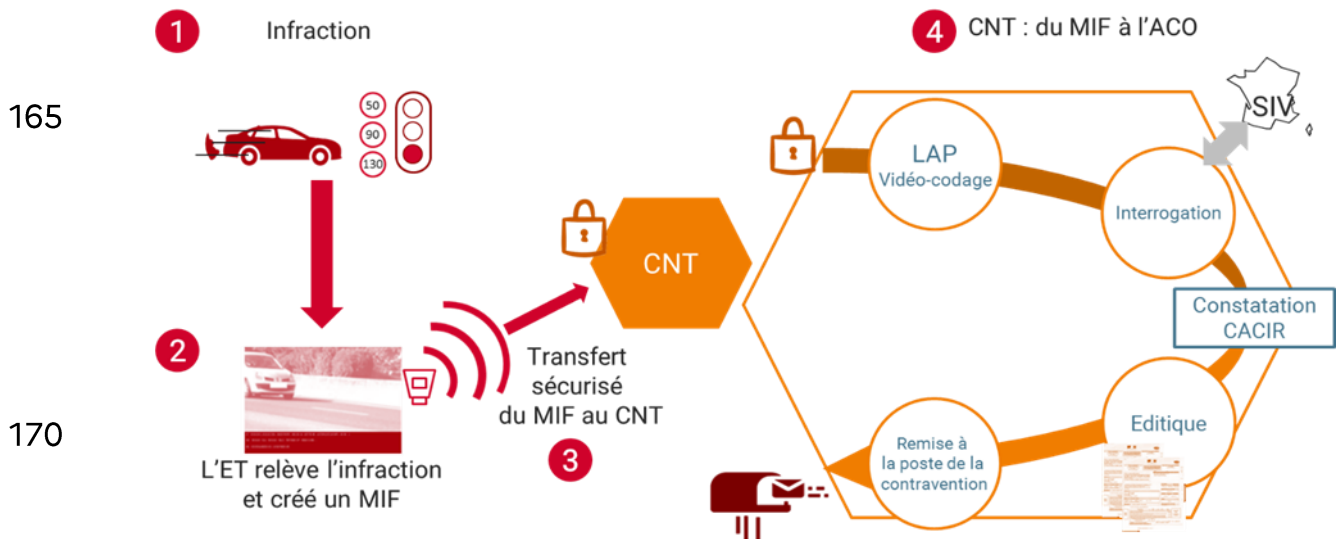 1
Infraction
4
CNT : du MIF à l'ACO
165
50
90
130
SIV
LAP
Vidéo-codage
Interrogation
CNT
Constatation
CACIR
2
Transfert
sécurisé
du MIF au CNT
3
170
L'ET relève l'infraction
et créé un MIF
Editique
Remise à
la poste de la
contravention